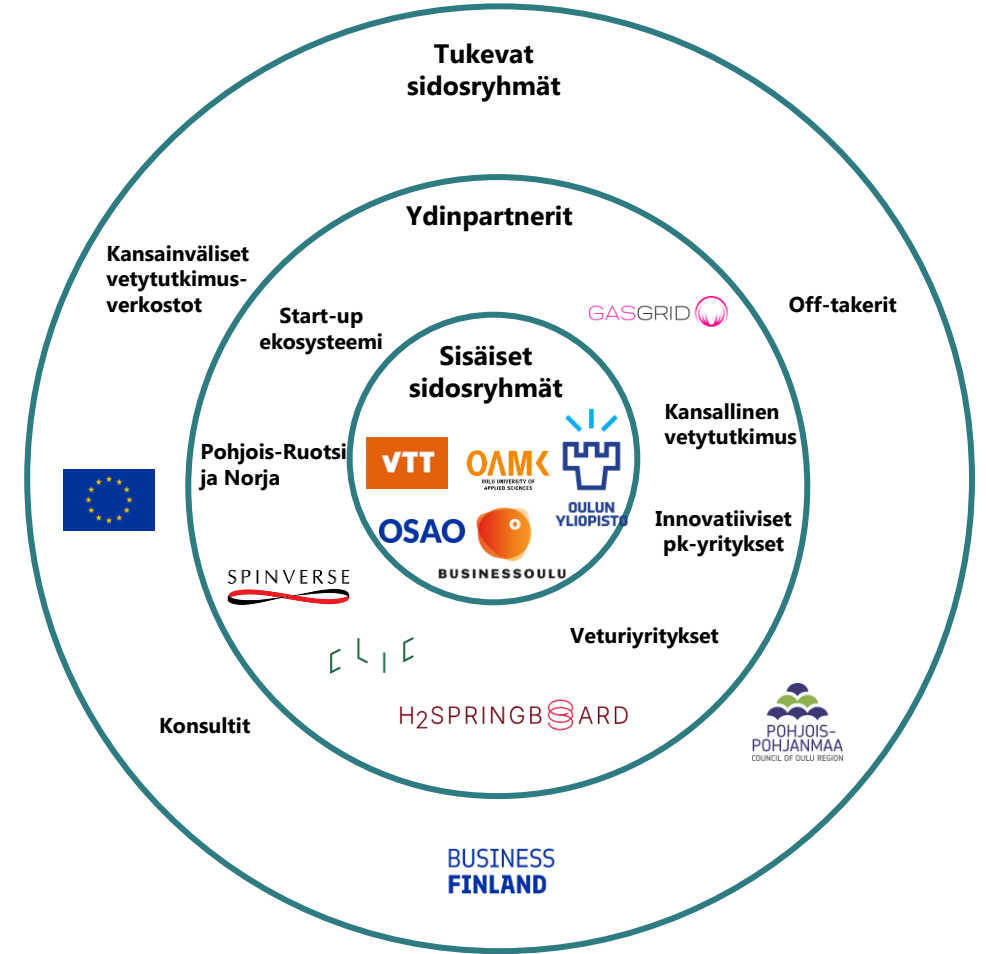 Tukevat
sidosryhmät
Ydinpartnerit
Kansainväliset
vetytutkimus-
verkostot
Start-up
ekosysteemi
GASGRID
Off-takerit
Sisäiset
sidosryhmät
Kansallinen
vetytutkimus
Pohjois-Ruotsi
ja Norja
VTT
OAMK
OULU UNIVERSITY OF
APPLIED SCIENCES
OULUN
YLIOPISTO
OSAO
BUSINESSOULU
Innovatiiviset
pk-yritykset
SPINVERSE
Veturiyritykset
CLIC
H2SPRINGBOARD
Konsultit
POHJOIS-
POHJANMAA
COUNCIL OF OULU REGION
BUSINESS
FINLAND